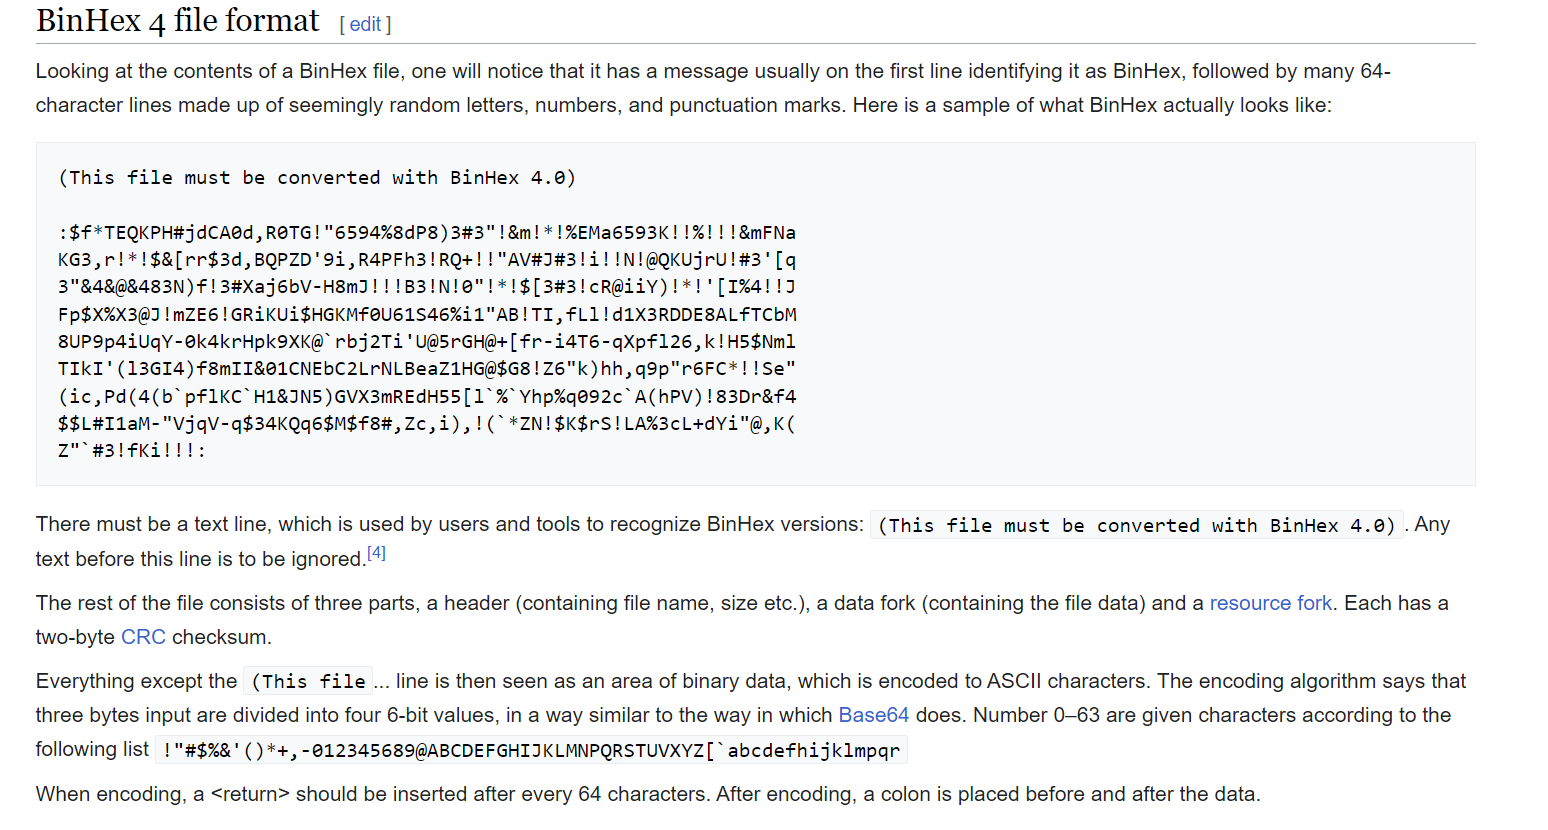 BinHex 4 file format [ edit ]
Looking at the contents of a BinHex file, one will notice that it has a message usually on the first line identifying it as BinHex, followed by many 64-
character lines made up of seemingly random letters, numbers, and punctuation marks. Here is a sample of what BinHex actually looks like:
(This file must be converted with BinHex 4.0)
:$f*TEQKPH#jdCA0d,R0TG!"6594%8dP8)3#3"!&m!*!%EMa6593K!!%!!!&mFNa
KG3,r!*!$&[rr$3d,BQPZD'9i,R4PFh3!RQ+!!"AV#J#3!i!!N!@QKUjrU!#3'[q
3"&4&@&483N)f!3#Xaj6bV-H8mJ!!!B3!N!0"!*!$[3#3!cR@iiY)!*!'[I%4!!J
Fp$X%X3@J!mZE6!GRiKUi$HGKMf0U61S46%i1"AB!TI,fLl!d1X3RDDE8ALfTCbM
8UP9p4iUqY-0k4krHpk9XK@`rbj2Ti'U@5rGH@+[fr-i4T6-qXpfl26,k!H5$Nml
TIkI'(l3GI4)f8mII&01CNEbC2LrNLBeaZ1HG@$G8!Z6"k)hh,q9p"r6FC*!!Se"
(ic,Pd(4(b`pflKC`H1&JN5)GVX3mREdH55[l`%`Yhp%q092c`A(hPV)!83Dr&f4
$$L#I1aM-"VjqV-q$34KQq6$M$f8#,Zc,i),!(`*ZN!$K$rS!LA%3cL+dYi"@,K(
Z"`#3!fKi!!!:
There must be a text line, which is used by users and tools to recognize BinHex versions: (This file must be converted with BinHex 4.0) . Any
text before this line is to be ignored.[4]
The rest of the file consists of three parts, a header (containing file name, size etc.), a data fork (containing the file data) and a resource fork. Each has a
two-byte CRC checksum.
Everything except the (This file ... line is then seen as an area of binary data, which is encoded to ASCII characters. The encoding algorithm says that
three bytes input are divided into four 6-bit values, in a way similar to the way in which Base64 does. Number 0–63 are given characters according to the
following list !"#$%&'()*+,-012345689@ABCDEFGHIJKLMNPQRSTUVXYZ[`abcdefhijklmpqr
When encoding, a <return> should be inserted after every 64 characters. After encoding, a colon is placed before and after the data.